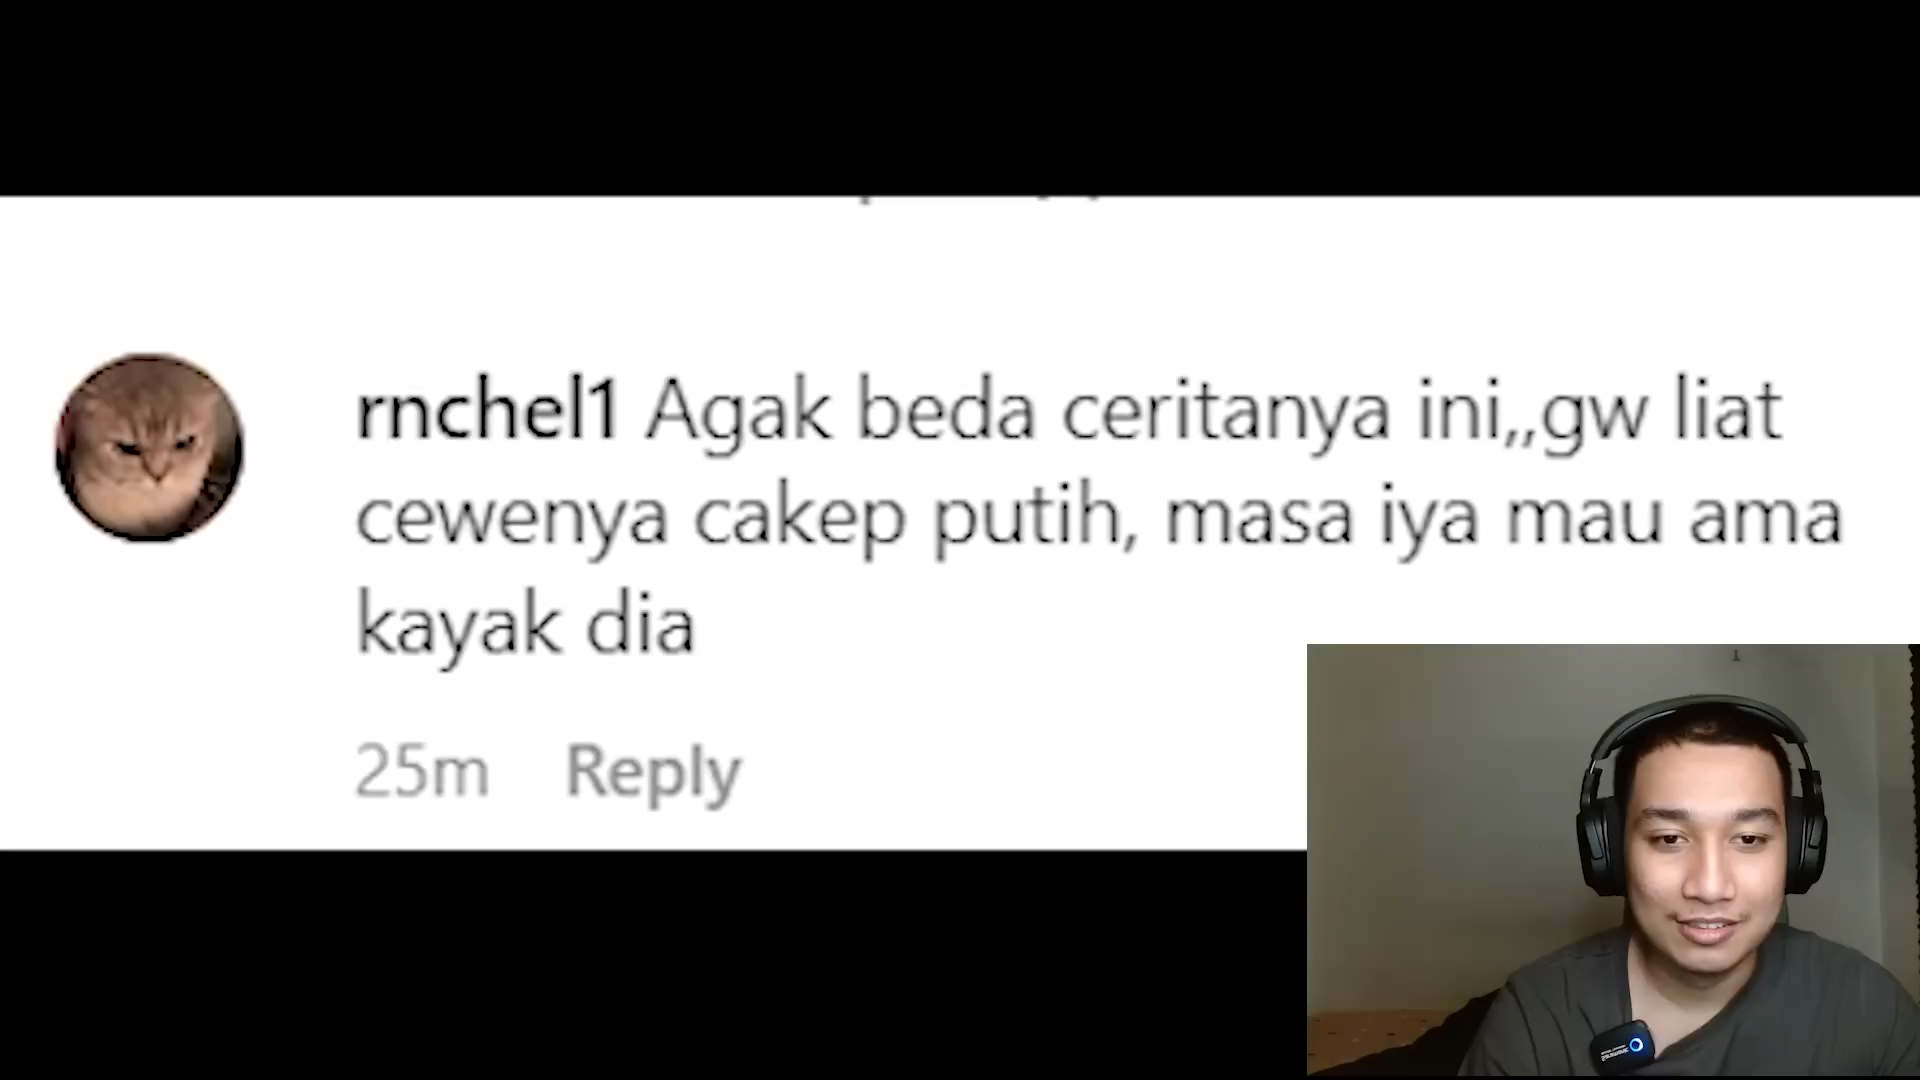 rnchel1 Agak beda ceritanya ini,,gw liat
cewenya cakep putih, masa iya mau ama
kayak dia
25m Reply